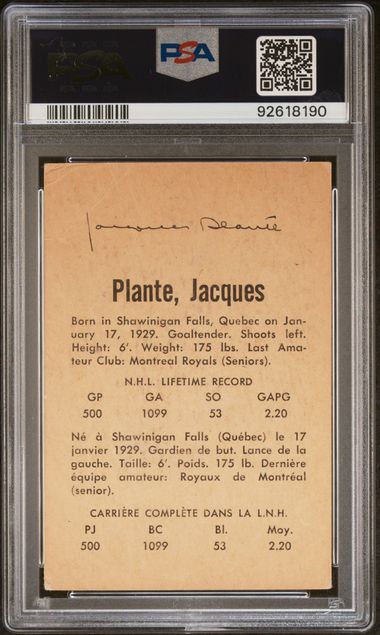 PSA
PSA
92618190
Jacques Plante
Plante, Jacques
Born in Shawinigan Falls, Quebec on Jan-
uary 17, 1929. Goaltender. Shoots left.
Height: 6'. Weight: 175 lbs. Last Ama-
teur Club: Montreal Royals (Seniors).
N.H.L. LIFETIME RECORD
GP GA SO GAPG
500 1099 53 2.20
Né à Shawinigan Falls (Québec) le 17
janvier 1929. Gardien de but. Lance de la
gauche. Taille: 6'. Poids. 175 lb. Dernière
équipe amateur: Royaux de Montréal
(senior).
CARRIÈRE COMPLÈTE DANS LA L.N.H.
PJ BC Bl. Moy.
500 1099 53 2.20